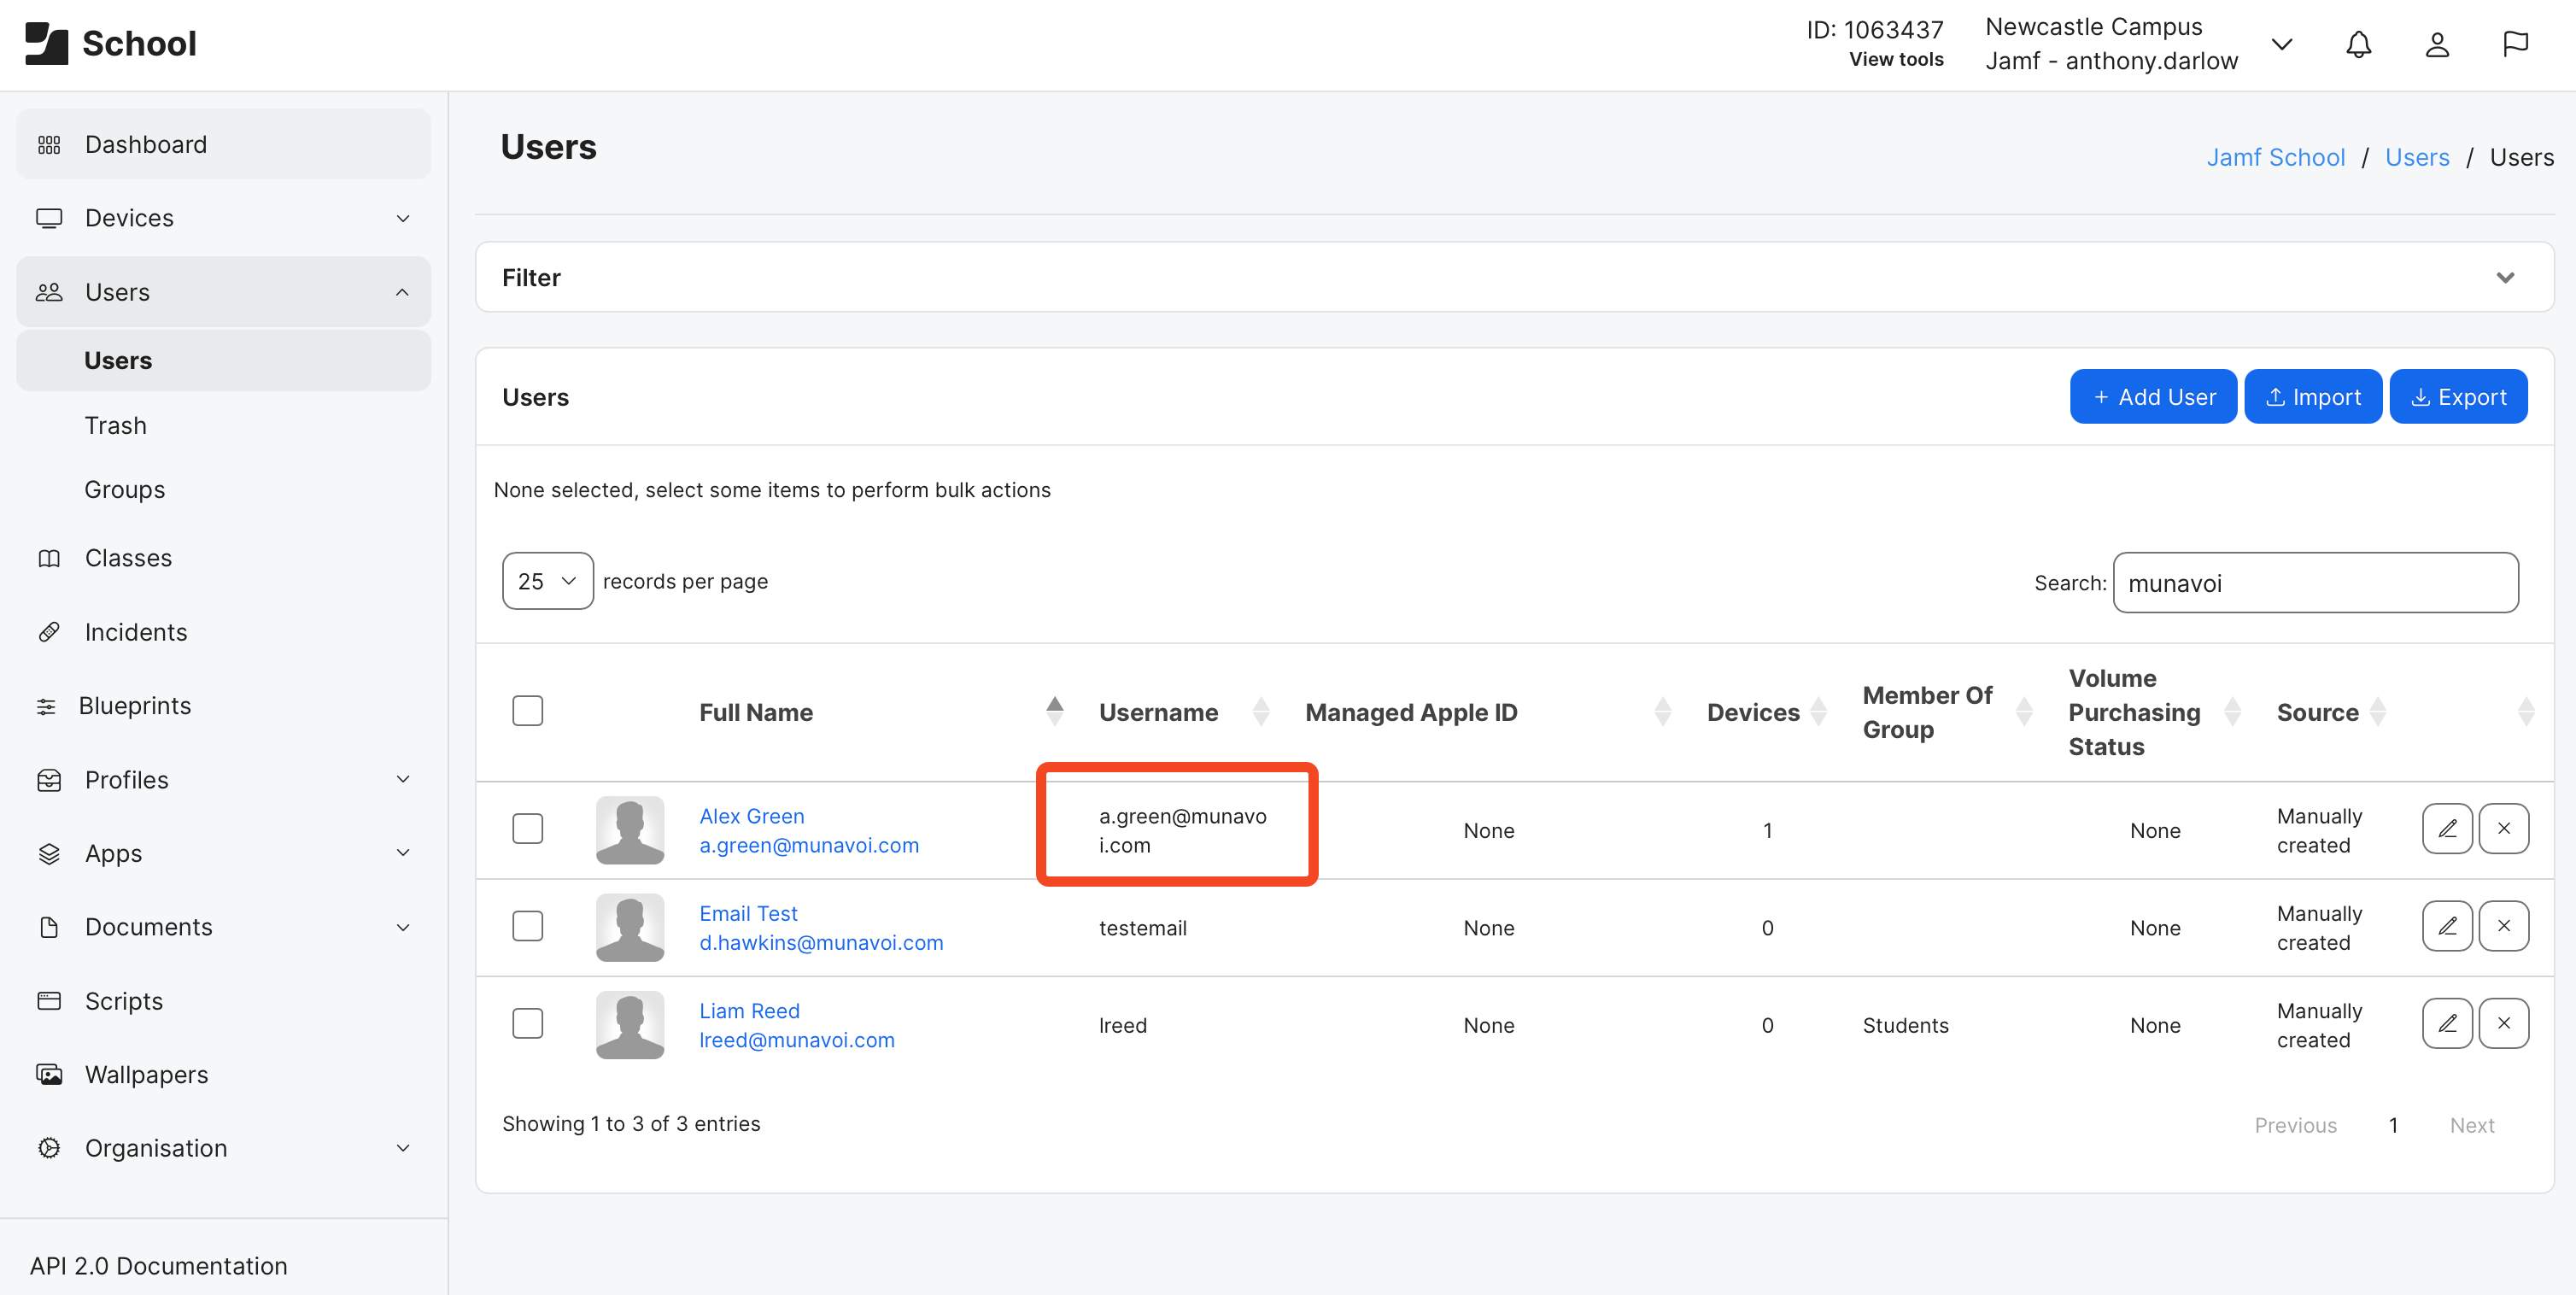 School
ID: 1063437
View tools
Newcastle Campus
Jamf - anthony.darlow
Dashboard
Devices
Users
Users
Trash
Groups
Classes
Incidents
Blueprints
Profiles
Apps
Documents
Scripts
Wallpapers
Organisation
API 2.0 Documentation
Users
Jamf School / Users / Users
Filter
Users
+ Add User
Import
Export
None selected, select some items to perform bulk actions
25 records per page
Search: munavoi
Full Name
Username
Managed Apple ID
Devices
Member Of
Group
Volume
Purchasing
Status
Source
Alex Green
a.green@munavoi.com
a.green@munavo
i.com
None
1
None
Manually
created
Email Test
d.hawkins@munavoi.com
testemail
None
0
None
Manually
created
Liam Reed
lreed@munavoi.com
lreed
None
0
Students
None
Manually
created
Showing 1 to 3 of 3 entries
Previous 1 Next